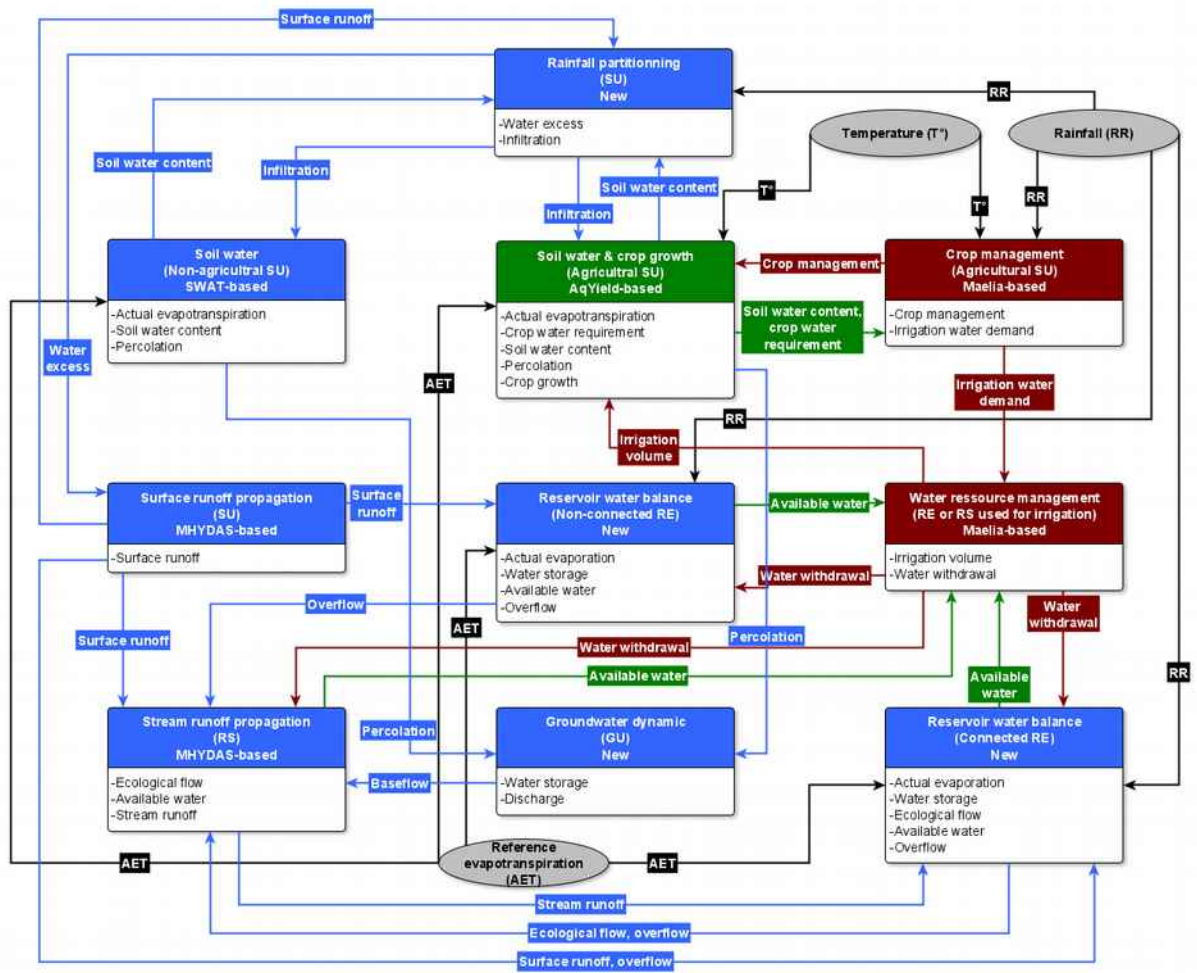 Surface runoff
Rainfall partitionning
(SU)
New
-Water excess
-Infiltration
RR
Temperature (T°)
Rainfall (RR)
Soil water content
Infiltration
Soil water content
Infiltration
T°
T°
RR
Soil water
(Non-agricultral SU)
SWAT-based
-Actual evapotranspiration
-Soil water content
-Percolation
Soil water & crop growth
(Agricultral SU)
AqYield-based
-Actual evapotranspiration
-Crop water requirement
-Soil water content
-Percolation
-Crop growth
Crop management
Crop management
(Agricultural SU)
Maelia-based
-Crop management
-Irrigation water demand
Soil water content,
crop water
requirement
Water
excess
AET
Irrigation water
demand
RR
Irrigation
volume
Surface runoff propagation
(SU)
MHYDAS-based
-Surface runoff
Surface
runoff
Reservoir water balance
(Non-connected RE)
New
-Actual evaporation
-Water storage
-Available water
-Overflow
Available water
Water ressource management
(RE or RS used for irrigation)
Maelia-based
-Irrigation volume
-Water withdrawal
Water withdrawal
Overflow
Water
withdrawal
AET
Surface runoff
Percolation
Water withdrawal
Available water
Available
water
RR
Stream runoff propagation
(RS)
MHYDAS-based
-Ecological flow
-Available water
-Stream runoff
Percolation
Groundwater dynamic
(GU)
New
-Water storage
-Discharge
Baseflow
Reservoir water balance
(Connected RE)
New
-Actual evaporation
-Water storage
-Ecological flow
-Available water
-Overflow
AET
Reference
evapotranspiration
(AET)
AET
Stream runoff
Ecological flow, overflow
Surface runoff, overflow